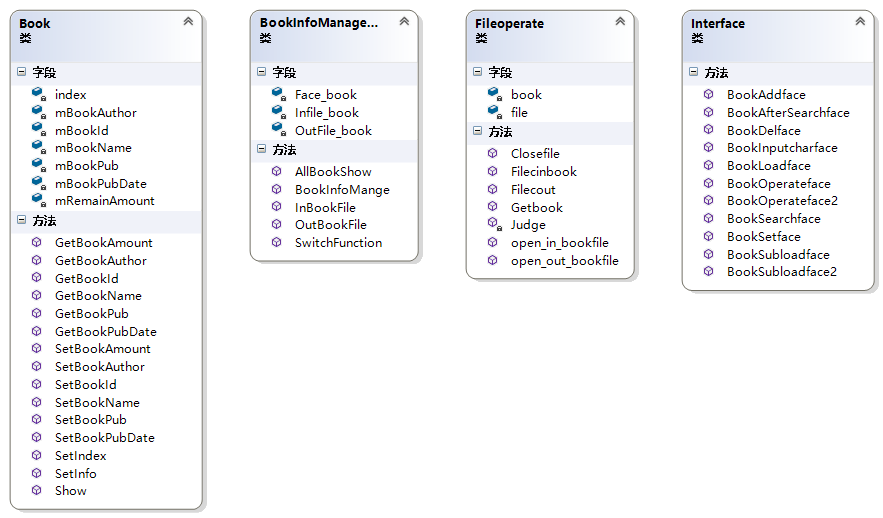 Book
类
字段
index
mBookAuthor
mBookId
mBookName
mBookPub
mBookPubDate
mRemainAmount
方法
GetBookAmount
GetBookAuthor
GetBookId
GetBookName
GetBookPub
GetBookPubDate
SetBookAmount
SetBookAuthor
SetBookId
SetBookName
SetBookPub
SetBookPubDate
SetIndex
SetInfo
Show
BookInfoManage...
类
字段
Face_book
Infile_book
OutFile_book
方法
AllBookShow
BookInfoMange
InBookFile
OutBookFile
SwitchFunction
Fileoperate
类
字段
book
file
方法
Closefile
Filecinbook
Filecout
Getbook
Judge
open_in_bookfile
open_out_bookfile
Interface
类
方法
BookAddface
BookAfterSearchface
BookDelface
BookInputcharface
BookLoadface
BookOperateface
BookOperateface2
BookSearchface
BookSetface
BookSubloadface
BookSubloadface2